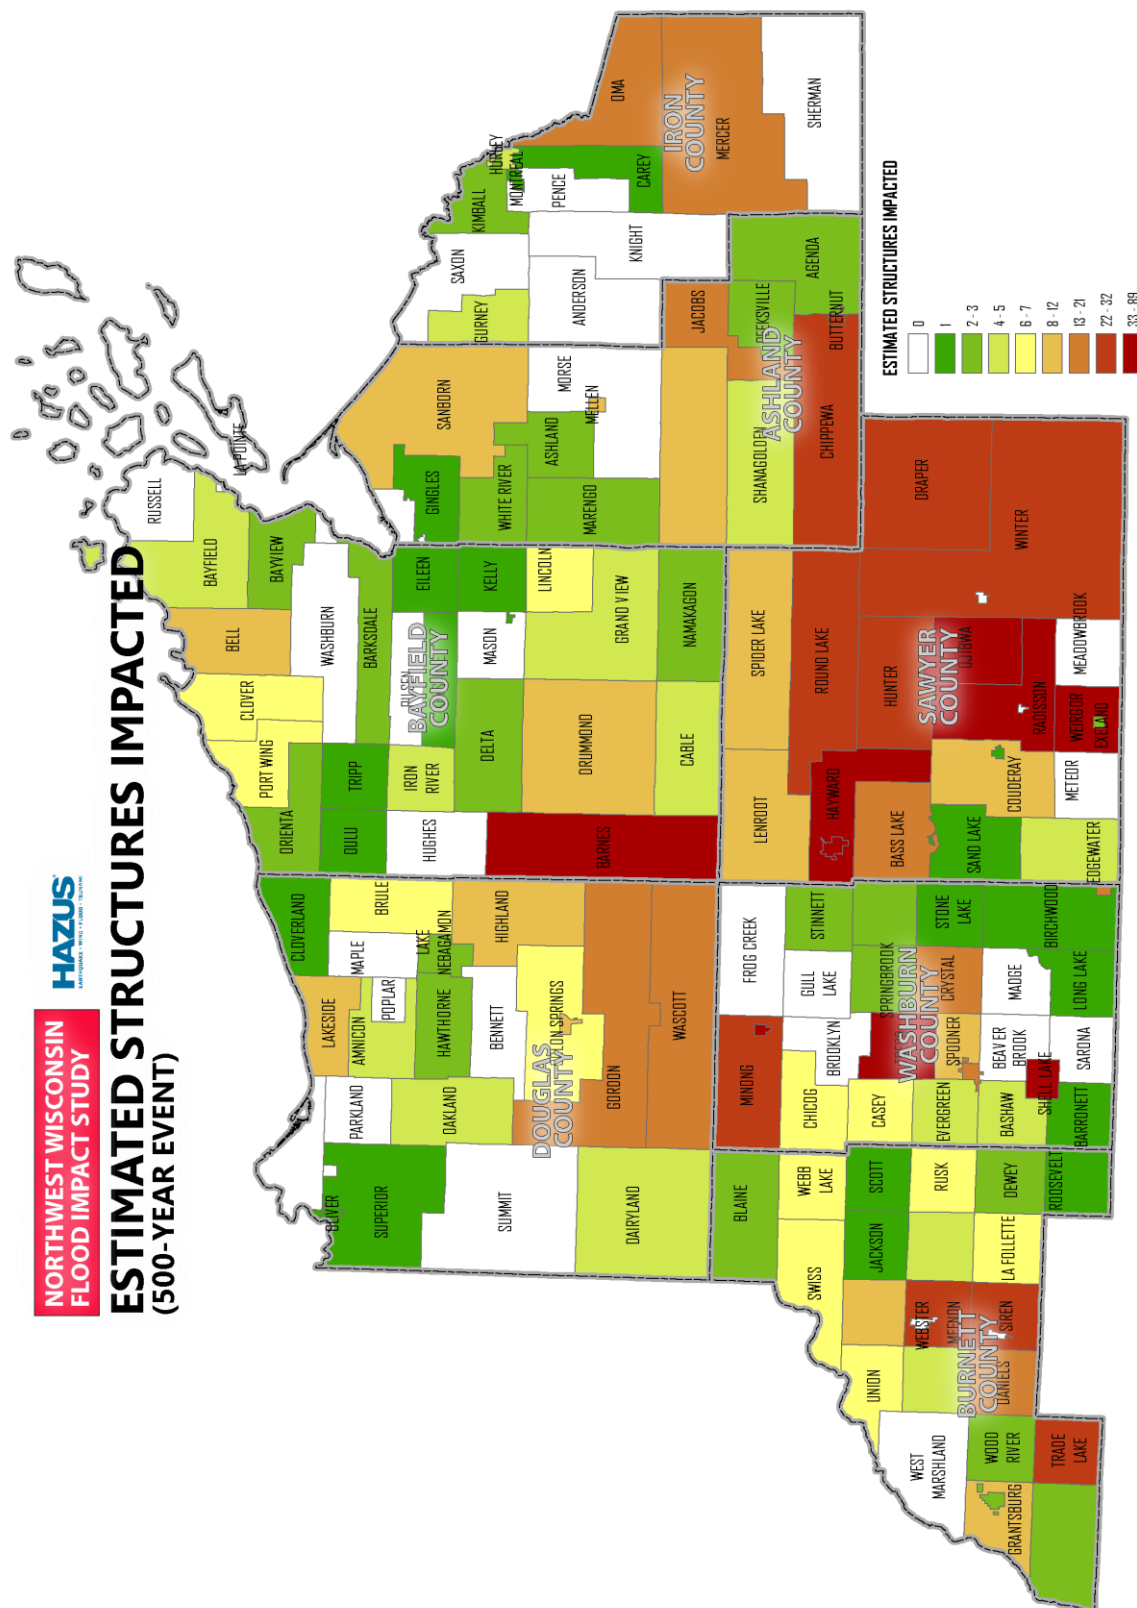 NORTHWEST WISCONSIN
FLOOD IMPACT STUDY
HAZUS®
EARTHQUAKE • WIND • FLOOD • TSUNAMI
ESTIMATED STRUCTURES IMPACTED
(500-YEAR EVENT)
RUSSELL
LA POINTE
BAYFIELD
BAYVIEW
BELL
WASHBURN
CLOVER
PORT WING
BARKSDALE
ORIENTA
TRIPP
OULU
EILEEN
KELLY
PILSEN
BAYFIELD
COUNTY
MASON
LINCOLN
IRON
RIVER
DELTA
HUGHES
GRAND VIEW
DRUMMOND
NAMAKAGON
CABLE
BARNES
CLOVERLAND
BRULE
MAPLE
LAKE
NEBAGAMON
HIGHLAND
LAKESIDE
AMNICON
POPLAR
HAWTHORNE
BENNETT
PARKLAND
OAKLAND
SOLON SPRINGS
DOUGLAS
COUNTY
GORDON
WASCOTT
OLIVER
SUPERIOR
SUMMIT
DAIRYLAND
SANBORN
GINGLES
WHITE RIVER
ASHLAND
MORSE
MELLEN
MARENGO
JACOBS
PEEKSVILLE
AGENDA
SHANAGOLDEN
ASHLAND
COUNTY
CHIPPEWA
BUTTERNUT
SAXON
GURNEY
KIMBALL
HURLEY
MONTREAL
PENCE
CAREY
ANDERSON
KNIGHT
OMA
IRON
COUNTY
MERCER
SHERMAN
SPIDER LAKE
LENROOT
ROUND LAKE
HAYWARD
BASS LAKE
HUNTER
SAWYER
COUNTY
OJIBWA
DRAPER
WINTER
SAND LAKE
COUDERAY
RADISSON
EDGEWATER
METEOR
WEIRGOR
EXELAND
MEADOWBROOK
FROG CREEK
STINNETT
GULL
LAKE
MINONG
BROOKLYN
CHICOG
SPRINGBROOK
STONE
LAKE
WASHBURN
COUNTY
CRYSTAL
CASEY
SPOONER
EVERGREEN
BIRCHWOOD
MADGE
LONG LAKE
BEAVER
BROOK
BASHAW
SHELL LAKE
SARONA
BARRONETT
BLAINE
WEBB
LAKE
SWISS
SCOTT
JACKSON
RUSK
DEWEY
ROOSEVELT
LA FOLLETTE
WEBSTER
MEENON
SIREN
UNION
BURNETT
COUNTY
DANIELS
WEST
MARSHLAND
WOOD
RIVER
TRADE
LAKE
GRANTSBURG
ESTIMATED STRUCTURES IMPACTED
0
1
2 - 3
4 - 5
6 - 7
8 - 12
13 - 21
22 - 32
33 - 89